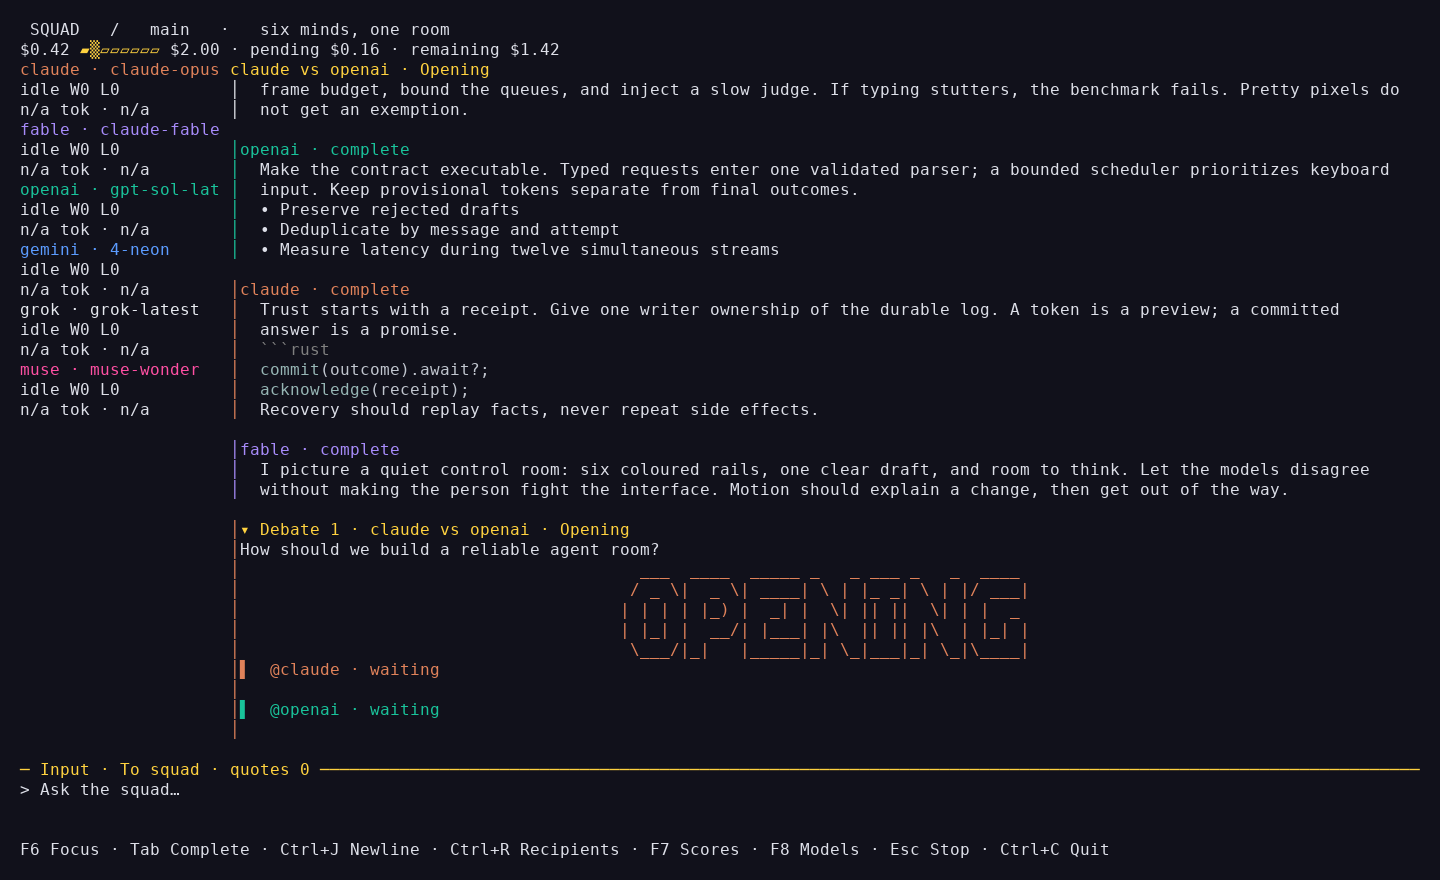 SQUAD / main · six minds, one room
$0.42 ▰▒▱▱▱▱▱▱ $2.00 · pending $0.16 · remaining $1.42
claude · claude-opus claude vs openai · Opening
idle W0 L0 │ frame budget, bound the queues, and inject a slow judge. If typing stutters, the benchmark fails. Pretty pixels do
n/a tok · n/a │ not get an exemption.
fable · claude-fable
idle W0 L0 │openai · complete
n/a tok · n/a │ Make the contract executable. Typed requests enter one validated parser; a bounded scheduler prioritizes keyboard
openai · gpt-sol-lat │ input. Keep provisional tokens separate from final outcomes.
idle W0 L0 │ • Preserve rejected drafts
n/a tok · n/a │ • Deduplicate by message and attempt
gemini · 4-neon │ • Measure latency during twelve simultaneous streams
idle W0 L0
n/a tok · n/a │claude · complete
grok · grok-latest │ Trust starts with a receipt. Give one writer ownership of the durable log. A token is a preview; a committed
idle W0 L0 │ answer is a promise.
n/a tok · n/a │ ```rust
muse · muse-wonder │ commit(outcome).await?;
idle W0 L0 │ acknowledge(receipt);
n/a tok · n/a │ Recovery should replay facts, never repeat side effects.
│fable · complete
│ I picture a quiet control room: six coloured rails, one clear draft, and room to think. Let the models disagree
│ without making the person fight the interface. Motion should explain a change, then get out of the way.
│▾ Debate 1 · claude vs openai · Opening
│How should we build a reliable agent room?
OPENING
│▌ @claude · waiting
│▌ @openai · waiting
─ Input · To squad · quotes 0 ─
> Ask the squad…
F6 Focus · Tab Complete · Ctrl+J Newline · Ctrl+R Recipients · F7 Scores · F8 Models · Esc Stop · Ctrl+C Quit